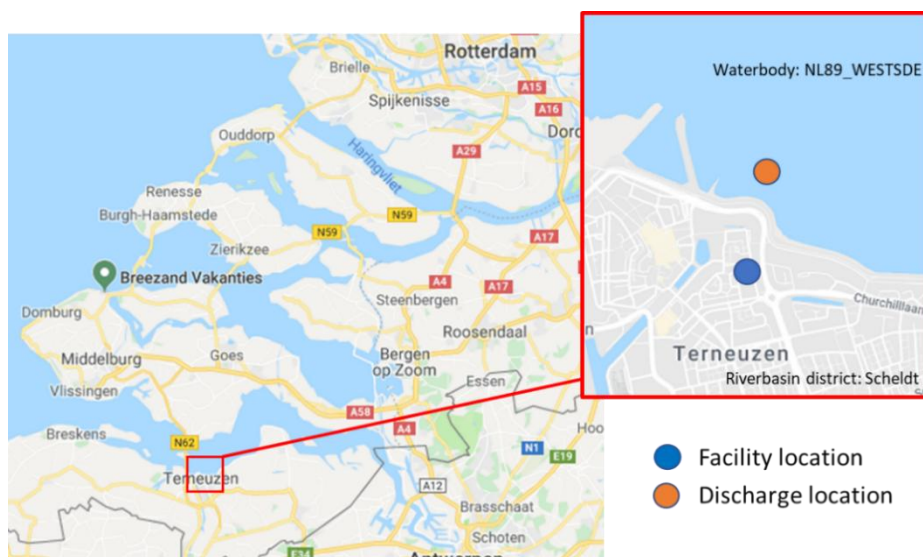 Rotterdam
Brielle
A15
Spijkenisse
A16
Ouddorp
Dord
A29
Haringvliet
Renesse
Burgh-Haamstede
N59
N59
Zierikzee
A17
Breezand Vakanties
A4
A17
Steenbergen
Domburg
Roosendaal
Middelburg
Goes
Bergen
op Zoom
Vlissingen
Essen
A58
Breskens
A4
N62
N1
Hoo
E19
Terneuzen
A12
Brasschaat
Schoten
E34
Antwerpen
Waterbody: NL89_WESTSDE
Churchilllaan
Terneuzen
Riverbasin district: Scheldt
Facility location
Discharge location